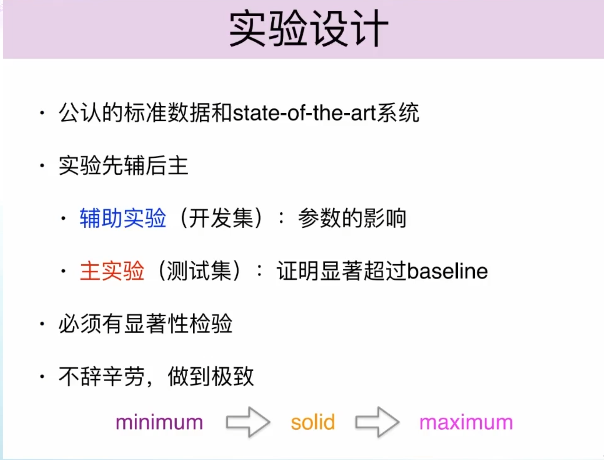 实验设计
· 公认的标准数据和state-of-the-art系统
· 实验先辅后主
· 辅助实验（开发集）：参数的影响
· 主实验（测试集）：证明显著超过baseline
· 必须有显著性检验
· 不辞辛劳，做到极致
minimum solid maximum